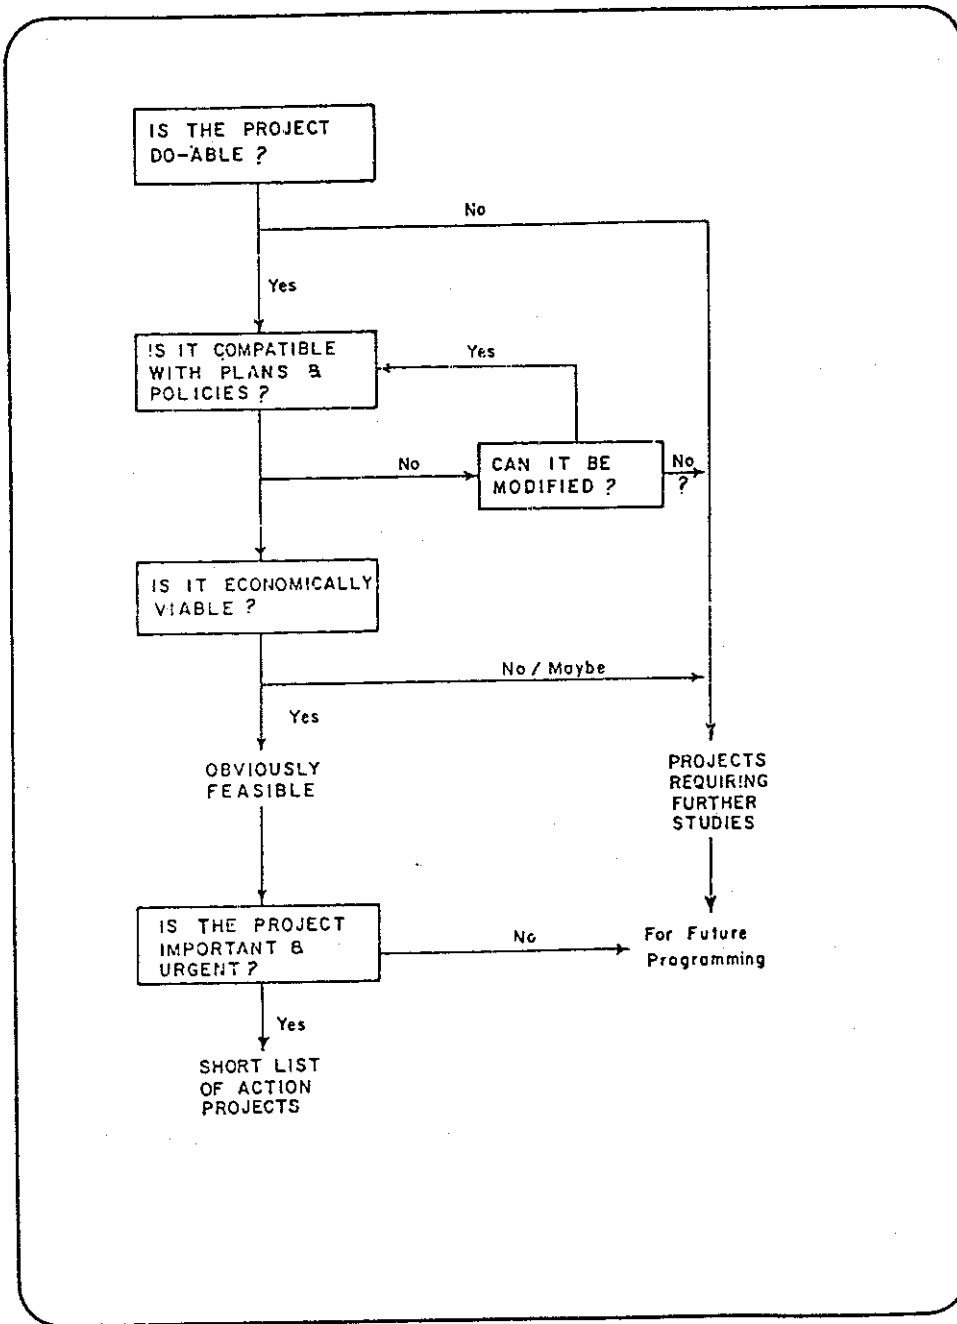 IS THE PROJECT
DO-ABLE ?
No
Yes
IS IT COMPATIBLE
WITH PLANS &
POLICIES ?
Yes
No
CAN IT BE
MODIFIED ?
No
?
IS IT ECONOMICALLY
VIABLE ?
No / Maybe
Yes
OBVIOUSLY
FEASIBLE
PROJECTS
REQUIRING
FURTHER
STUDIES
IS THE PROJECT
IMPORTANT &
URGENT ?
No
For Future
Programming
Yes
SHORT LIST
OF ACTION
PROJECTS